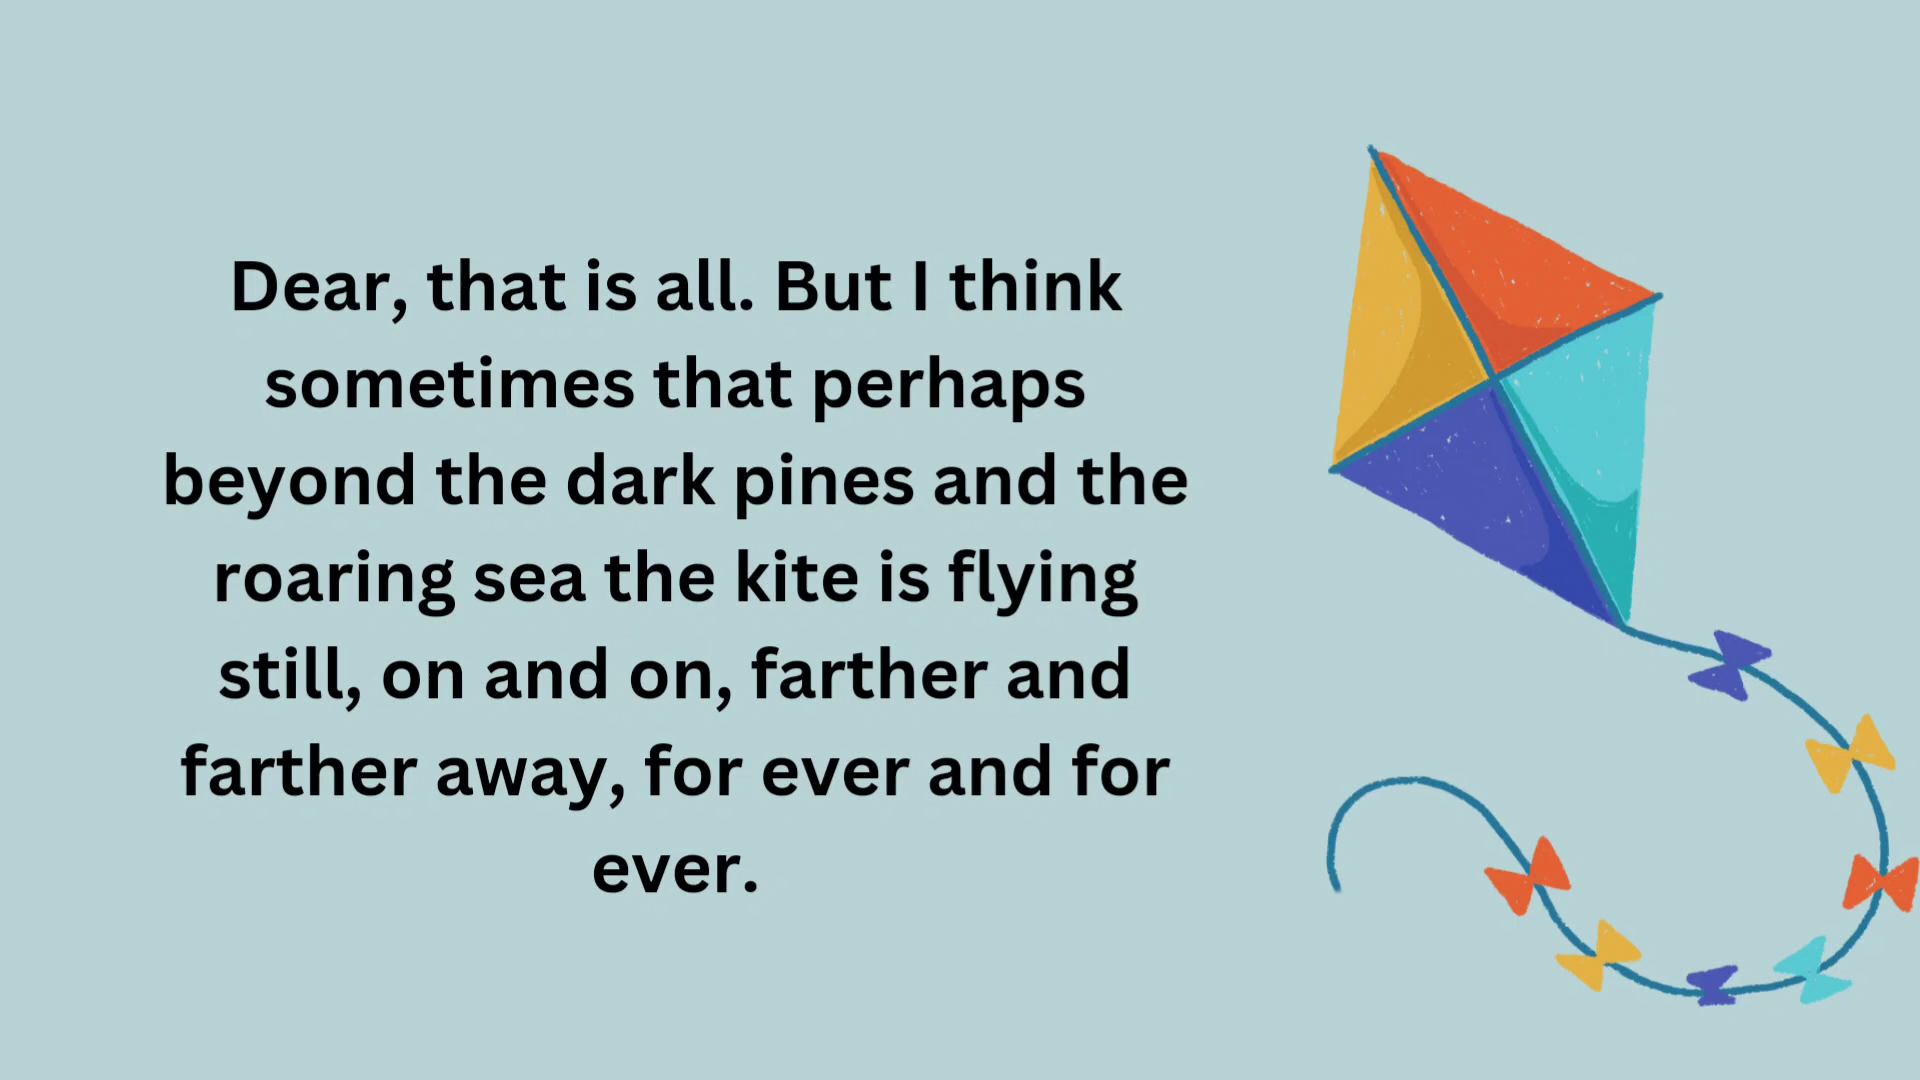 Dear, that is all. But I think
sometimes that perhaps
beyond the dark pines and the
roaring sea the kite is flying
still, on and on, farther and
farther away, for ever and for
ever.